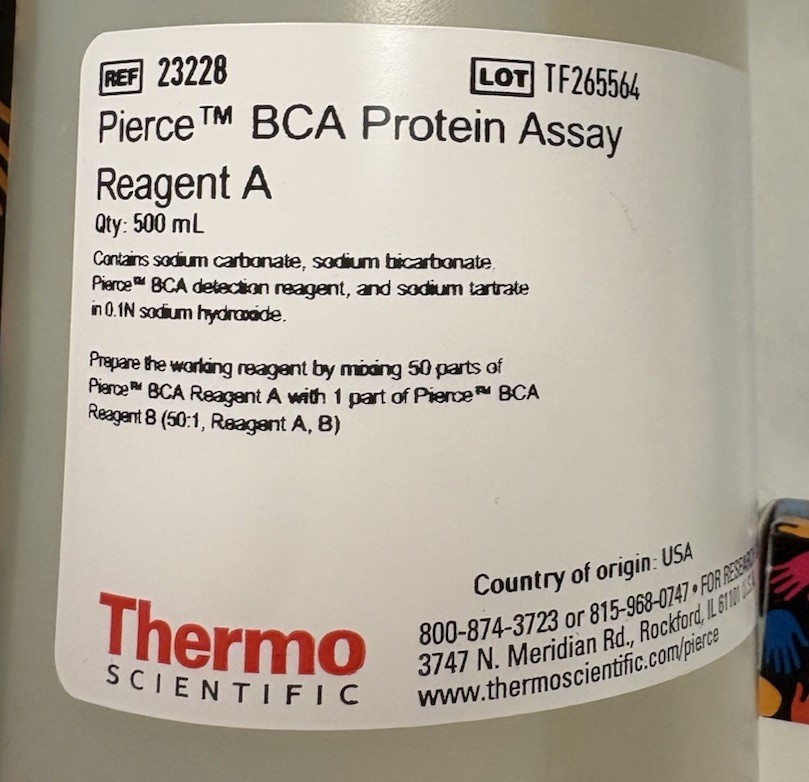 REF 23228
LOT TF265564
Pierce™ BCA Protein Assay
Reagent A
Qty: 500 mL
Contains sodium carbonate, sodium bicarbonate.
Pierce™ BCA detection reagent, and sodium tartrate
in 0.1N sodium hydroxide.
Prepare the working reagent by mixing 50 parts of
Pierce™ BCA Reagent A with 1 part of Pierce™ BCA
Reagent B (50:1, Reagent A, B)
Country of origin: USA
800-874-3723 or 815-968-0747 • FOR
3747 N. Meridian Rd., Rockford, IL 61101
www.thermoscientific.com/pierce
Thermo
SCIENTIFIC